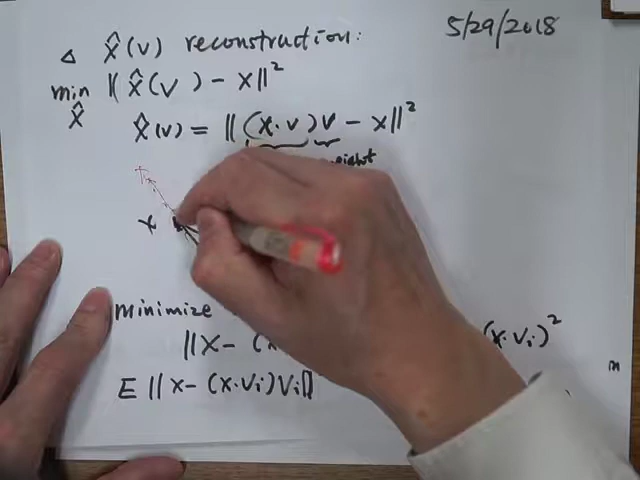 5/29/2018
△ X̂(v) reconstruction:
min ‖ X̂(v) - x‖²
X̂
X̂(v) = ‖(x·v)v - x‖²
x
minimize
‖x- (x·vᵢ)²
E ‖x- (x·vᵢ)vᵢ‖
m